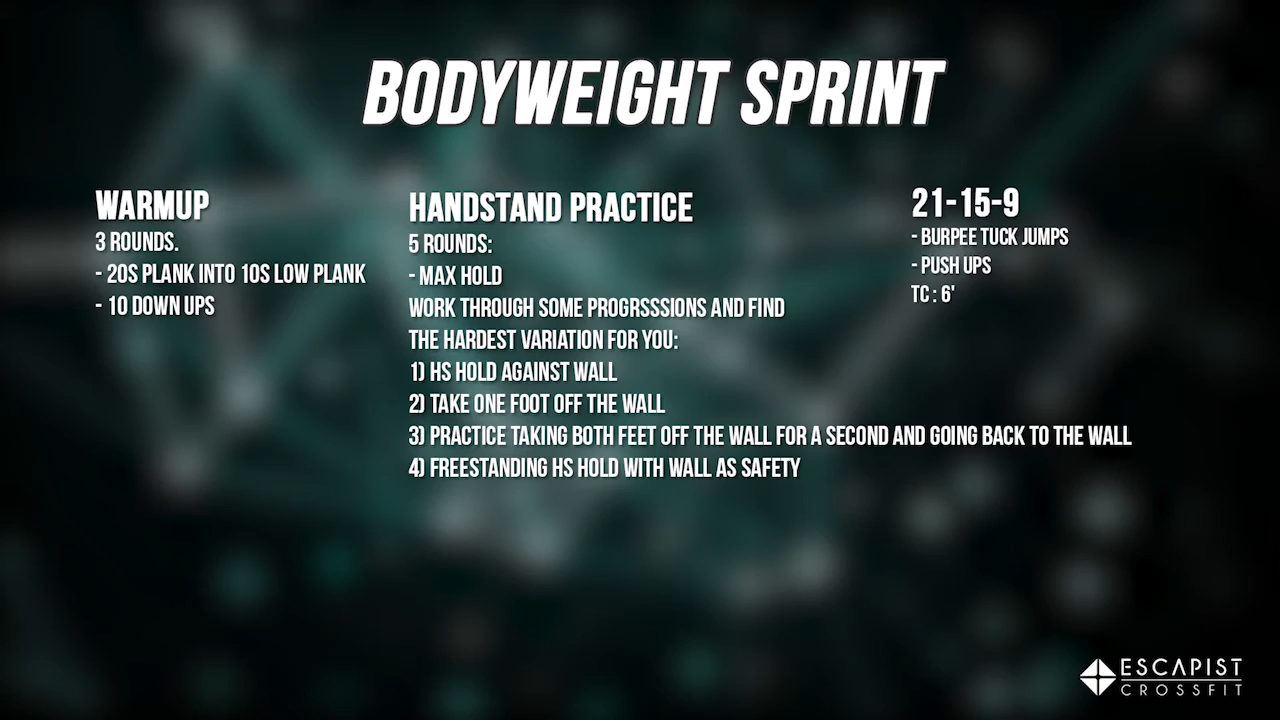 BODYWEIGHT SPRINT
WARMUP
3 ROUNDS.
- 20S PLANK INTO 10S LOW PLANK
- 10 DOWN UPS
HANDSTAND PRACTICE
5 ROUNDS:
- MAX HOLD
WORK THROUGH SOME PROGRSSSIONS AND FIND
THE HARDEST VARIATION FOR YOU:
1) HS HOLD AGAINST WALL
2) TAKE ONE FOOT OFF THE WALL
3) PRACTICE TAKING BOTH FEET OFF THE WALL FOR A SECOND AND GOING BACK TO THE WALL
4) FREESTANDING HS HOLD WITH WALL AS SAFETY
21-15-9
- BURPEE TUCK JUMPS
- PUSH UPS
TC : 6'
ESCAPIST
CROSSFIT